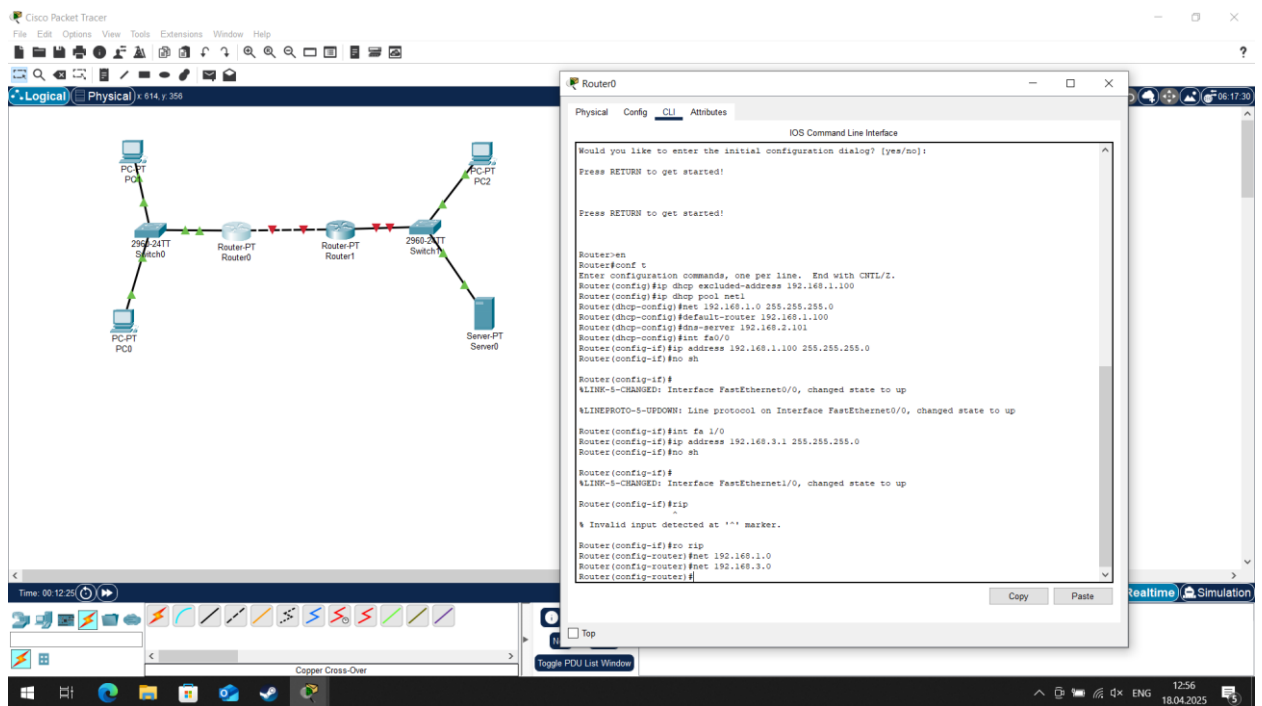 Cisco Packet Tracer
File Edit Options View Tools Extensions Window Help
?
Logical Physical x: 614, y: 356
06:17:30
PC-PT
PC2
2960-24TT
Switch0
Router-PT
Router0
Router-PT
Router1
2960-24TT
Switch1
PC-PT
PC0
Server-PT
Server0
Router0
Physical Config CLI Attributes
IOS Command Line Interface
Would you like to enter the initial configuration dialog? [yes/no]:
Press RETURN to get started!
Press RETURN to get started!
Router>en
Router#conf t
Enter configuration commands, one per line. End with CNTL/Z.
Router(config)#ip dhcp excluded-address 192.168.1.100
Router(config)#ip dhcp pool net1
Router(dhcp-config)#net 192.168.1.0 255.255.255.0
Router(dhcp-config)#default-router 192.168.1.100
Router(dhcp-config)#dns-server 192.168.2.101
Router(dhcp-config)#int fa0/0
Router(config-if)#ip address 192.168.1.100 255.255.255.0
Router(config-if)#no sh
Router(config-if)#
%LINK-5-CHANGED: Interface FastEthernet0/0, changed state to up
%LINEPROTO-5-UPDOWN: Line protocol on Interface FastEthernet0/0, changed state to up
Router(config-if)#int fa 1/0
Router(config-if)#ip address 192.168.3.1 255.255.255.0
Router(config-if)#no sh
Router(config-if)#
%LINK-5-CHANGED: Interface FastEthernet1/0, changed state to up
Router(config-if)#rip
^
% Invalid input detected at '^' marker.
Router(config-if)#ro rip
Router(config-router)#net 192.168.1.0
Router(config-router)#net 192.168.3.0
Router(config-router)#
Copy Paste
Top
Time: 00:12:25
Realtime Simulation
Copper Cross-Over
Toggle PDU List Window
ENG
12:56
18.04.2025
5